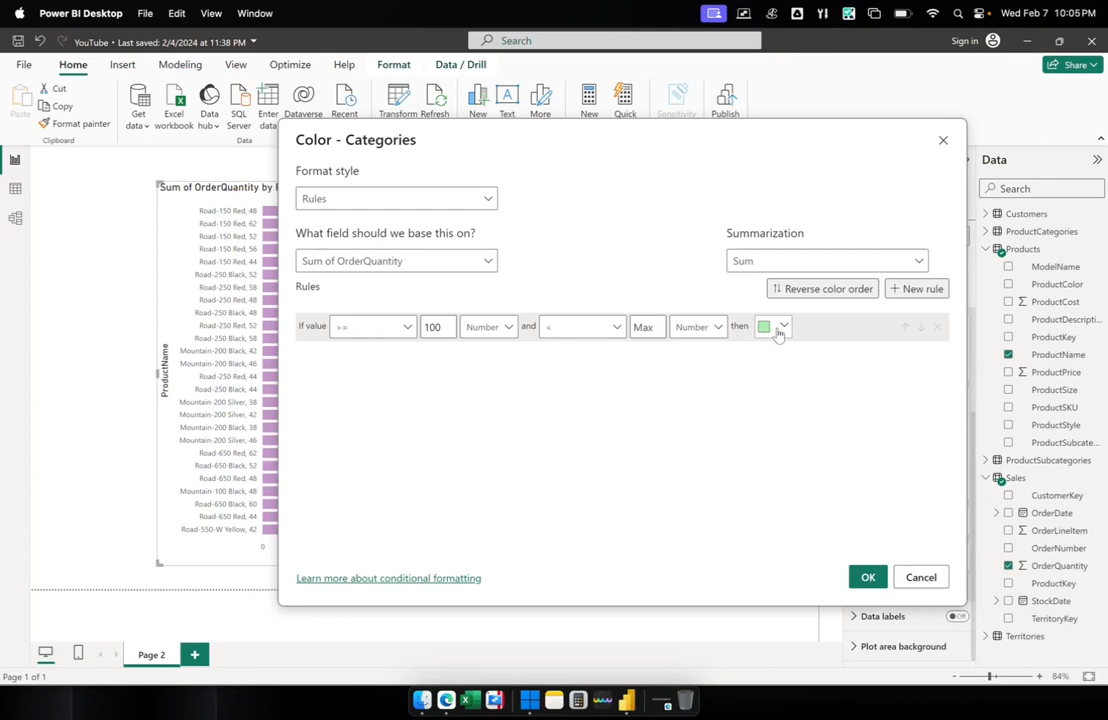 Power BI Desktop File Edit View Window Wed Feb 7 10:05 PM
YouTube • Last saved: 2/4/2024 at 11:38 PM Search Sign in
File Home Insert Modeling View Optimize Help Format Data / Drill Share
Paste
Cut
Copy
Format painter
Get data
Excel workbook
Data hub
SQL Server
Enter data
Dataverse
Recent
Transform
Refresh
New
Text
More
New
Quick
Sensitivity
Publish
Clipboard Data
Sum of OrderQuantity by
ProductName
Road-150 Red, 48
Road-150 Red, 62
Road-150 Red, 52
Road-150 Red, 56
Road-150 Red, 44
Road-250 Black, 52
Road-250 Red, 58
Road-250 Black, 48
Road-250 Black, 58
Road-250 Red, 52
Road-250 Red, 48
Mountain-200 Black, 46
Mountain-200 Black, 42
Road-250 Red, 44
Road-250 Black, 44
Mountain-200 Silver, 38
Mountain-200 Silver, 42
Mountain-200 Black, 38
Mountain-200 Silver, 46
Road-650 Red, 62
Road-650 Black, 52
Road-650 Red, 48
Mountain-100 Black, 48
Road-650 Black, 60
Road-650 Red, 44
Road-550-W Yellow, 42
0
Color - Categories
Format style
Rules
What field should we base this on?
Summarization
Sum of OrderQuantity
Sum
Rules
Reverse color order
New rule
If value >= 100 Number and < Max Number then
Learn more about conditional formatting
OK
Cancel
Data
Search
Customers
ProductCategories
Products
ModelName
ProductColor
ProductCost
ProductDescripti...
ProductKey
ProductName
ProductPrice
ProductSize
ProductSKU
ProductStyle
ProductSubcate...
ProductSubcategories
Sales
CustomerKey
OrderDate
OrderLineItem
OrderNumber
OrderQuantity
ProductKey
StockDate
TerritoryKey
Territories
Data labels Off
Plot area background
Page 2
Page 1 of 1
84%